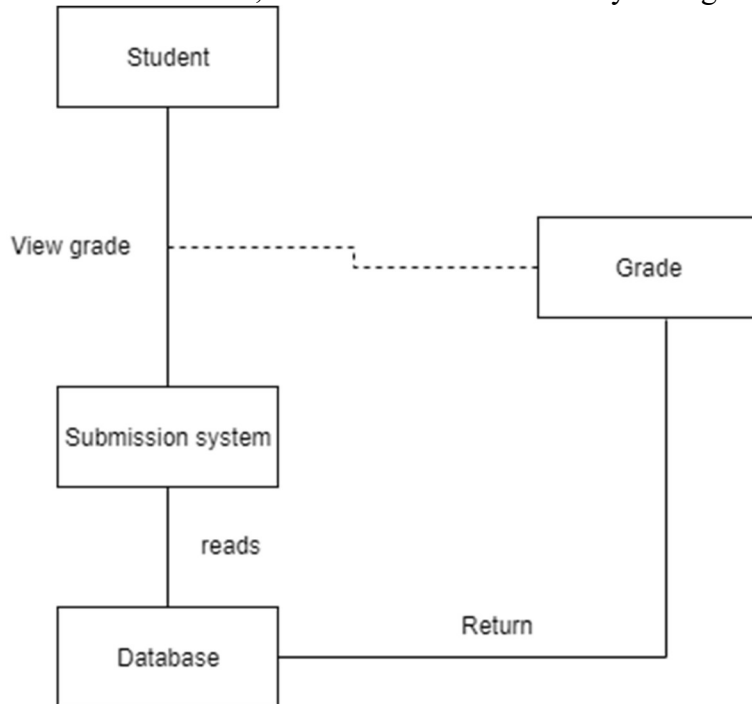 Student
View grade
Grade
Submission system
reads
Return
Database